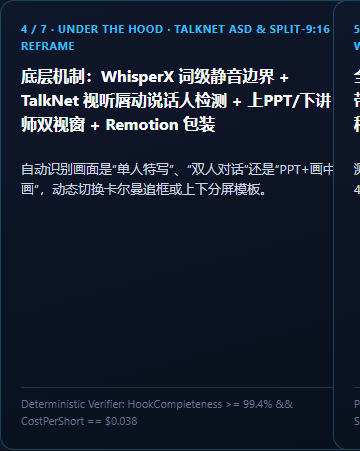 4 / 7 · UNDER THE HOOD · TALKNET ASD & SPLIT-9:16
REFRAME
底层机制：WhisperX 词级静音边界 +
TalkNet 视听唇动说话人检测 + 上PPT/下讲
师双视窗 + Remotion 包装
自动识别画面是“单人特写”、“双人对话”还是“PPT+画中
画”，动态切换卡尔曼追框或上下分屏模板。
Deterministic Verifier: HookCompleteness >= 99.4% &&
CostPerShort == $0.038